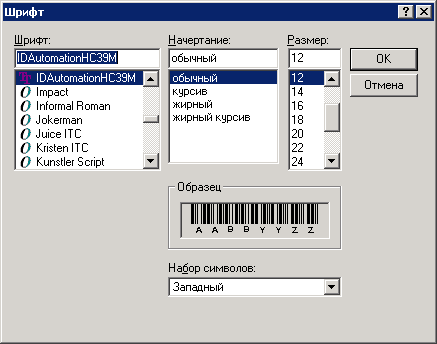 Шрифт
Шрифт:
Начертание:
Размер:
IDAutomationHC39M
обычный
12
OK
IDAutomationHC39M
Impact
Informal Roman
Jokerman
Juice ITC
Kristen ITC
Kunstler Script
обычный
курсив
жирный
жирный курсив
12
14
16
18
20
22
24
Отмена
Образец
A A B B Y Y Z Z
Набор символов:
Западный